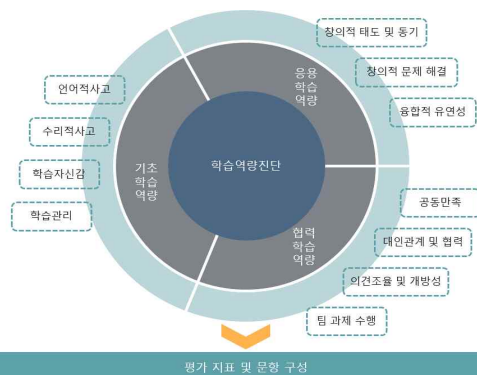 창의적 태도 및 동기
창의적 문제 해결
융합적 유연성
응용
학습
역량
언어적사고
수리적사고
학습자신감
학습관리
기초
학습
역량
학습역량진단
협력
학습
역량
공동만족
대인관계 및 협력
의견조율 및 개방성
팀 과제 수행
평가 지표 및 문항 구성